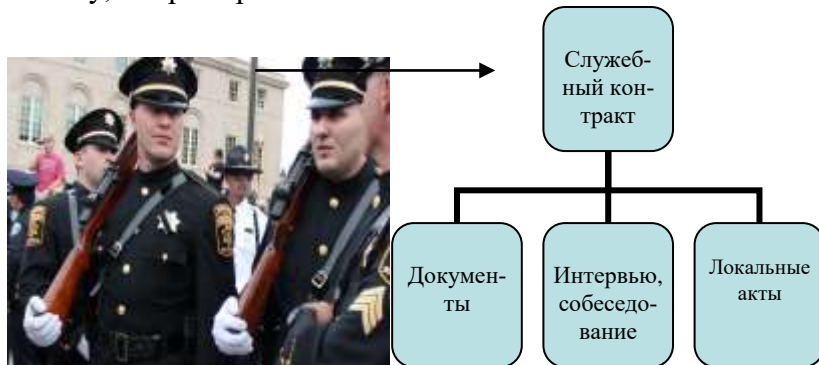 Служеб-
ный кон-
тракт
Докумен-
ты
Интервью,
собеседо-
вание
Локальные
акты